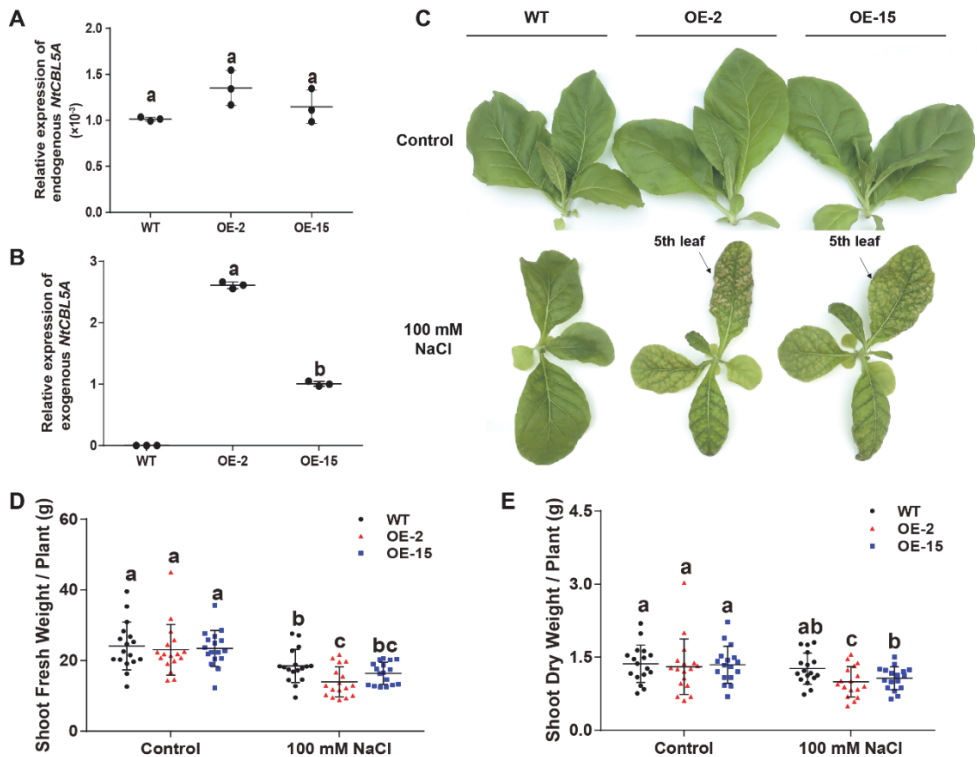 A
Relative expression of
endogenous NtCBL5A
(×10⁻³)
2.0
1.5
1.0
0.5
0.0
a
a
a
WT
OE-2
OE-15
B
Relative expression of
exogenous NtCBL5A
3
2
1
0
a
b
WT
OE-2
OE-15
C
WT
OE-2
OE-15
Control
5th leaf
5th leaf
100 mM
NaCl
D
Shoot Fresh Weight / Plant (g)
60
40
20
0
WT
OE-2
OE-15
a
a
a
b
c
bc
Control
100 mM NaCl
E
Shoot Dry Weight / Plant (g)
4.5
3.0
1.5
0.0
WT
OE-2
OE-15
a
a
a
ab
c
b
Control
100 mM NaCl